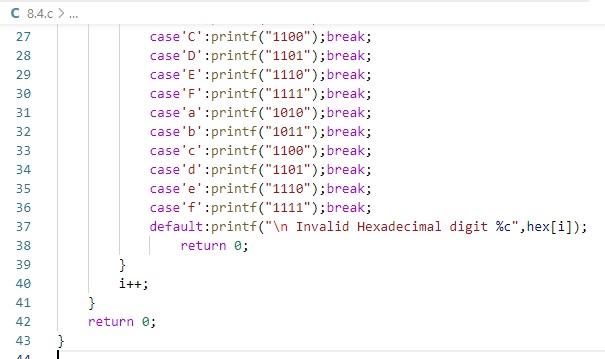 C 8.4.c > ...
27 case'C':printf("1100");break;
28 case'D':printf("1101");break;
29 case'E':printf("1110");break;
30 case'F':printf("1111");break;
31 case'a':printf("1010");break;
32 case'b':printf("1011");break;
33 case'c':printf("1100");break;
34 case'd':printf("1101");break;
35 case'e':printf("1110");break;
36 case'f':printf("1111");break;
37 default:printf("\n Invalid Hexadecimal digit %c",hex[i]);
38 return 0;
39 }
40 i++;
41 }
42 return 0;
43 }
44